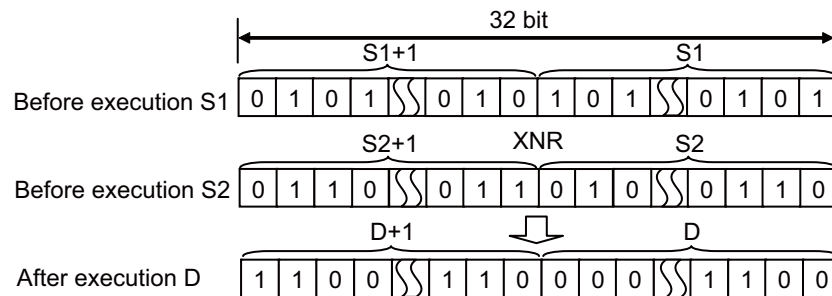 32 bit
S1+1 S1
Before execution S1 0 1 0 1 0 1 0 1 0 1 0 1 0 1
S2+1 XNR S2
Before execution S2 0 1 1 0 0 1 1 0 1 0 0 1 1 0
D+1 D
After execution D 1 1 0 0 1 1 0 0 0 0 1 1 0 0